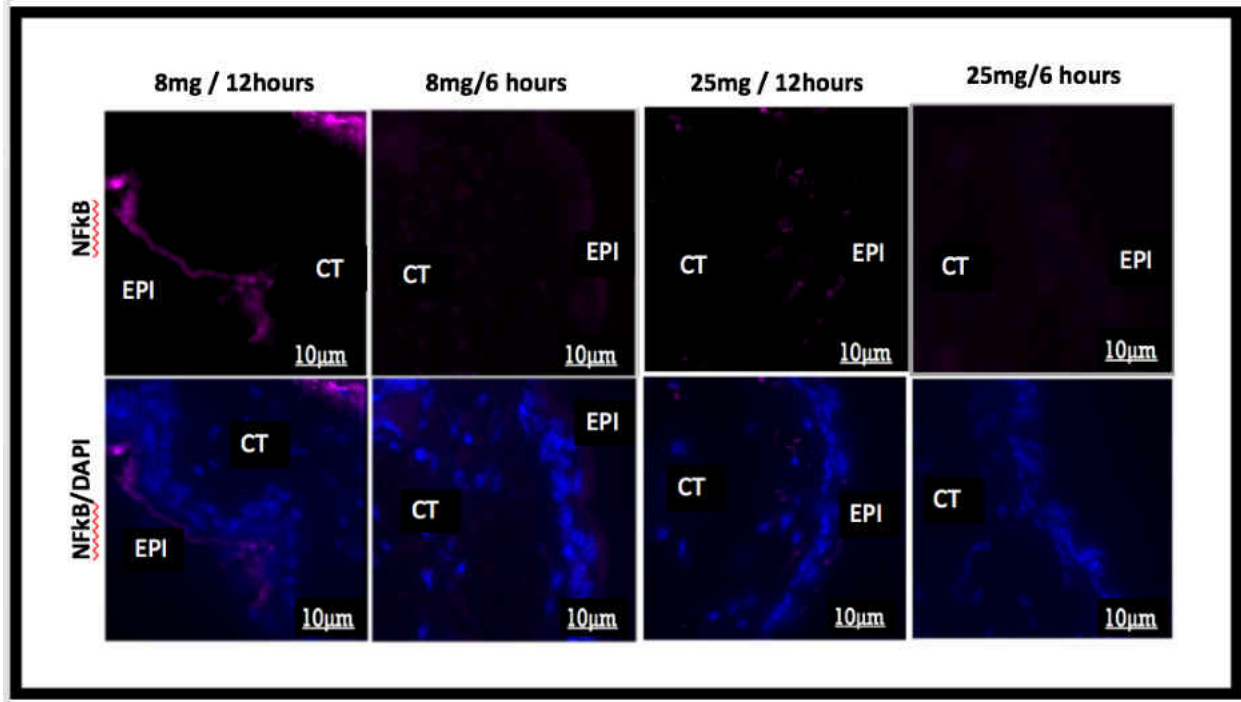 8mg / 12hours
8mg/6 hours
25mg / 12hours
25mg/6 hours
NFkB
EPI
CT
10µm
CT
EPI
10µm
CT
EPI
10µm
CT
EPI
10µm
NFkB/DAPI
CT
EPI
10µm
EPI
CT
10µm
CT
EPI
10µm
CT
10µm